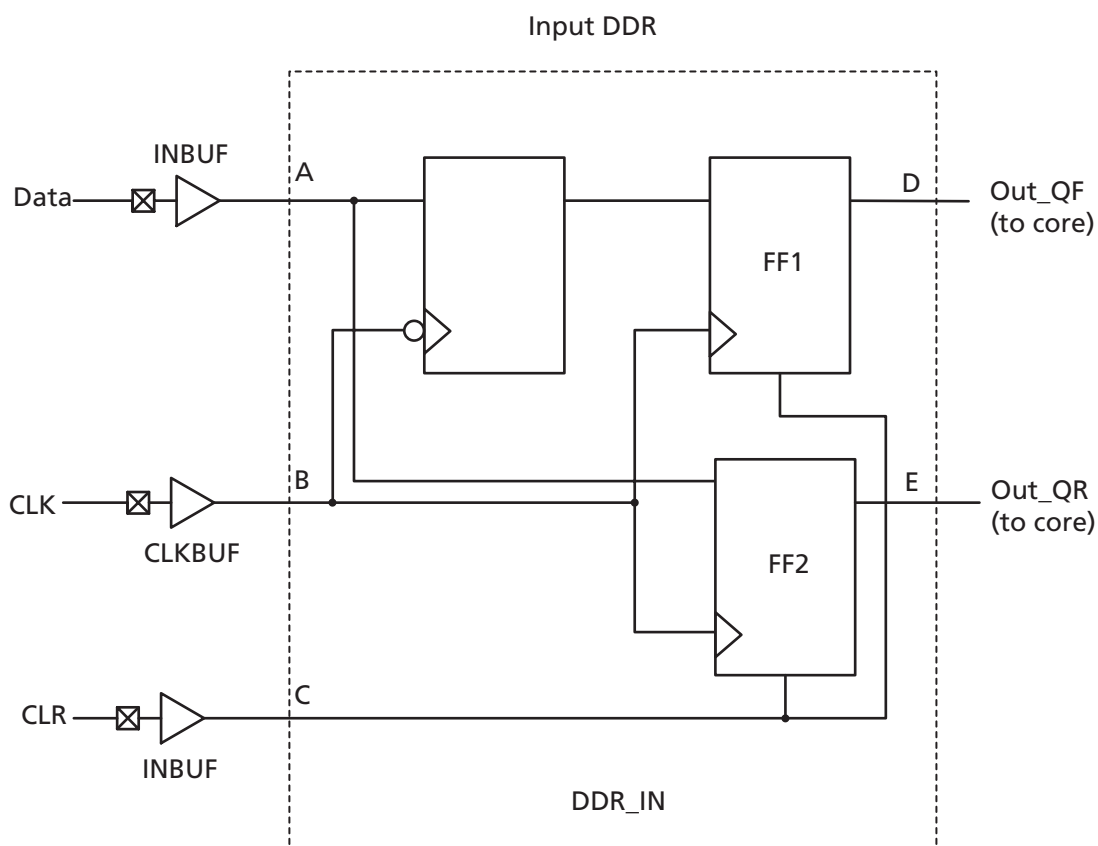 Input DDR
INBUF
A
Data
D
Out_QF
(to core)
FF1
B
CLK
CLKBUF
E
Out_QR
(to core)
FF2
C
CLR
INBUF
DDR_IN